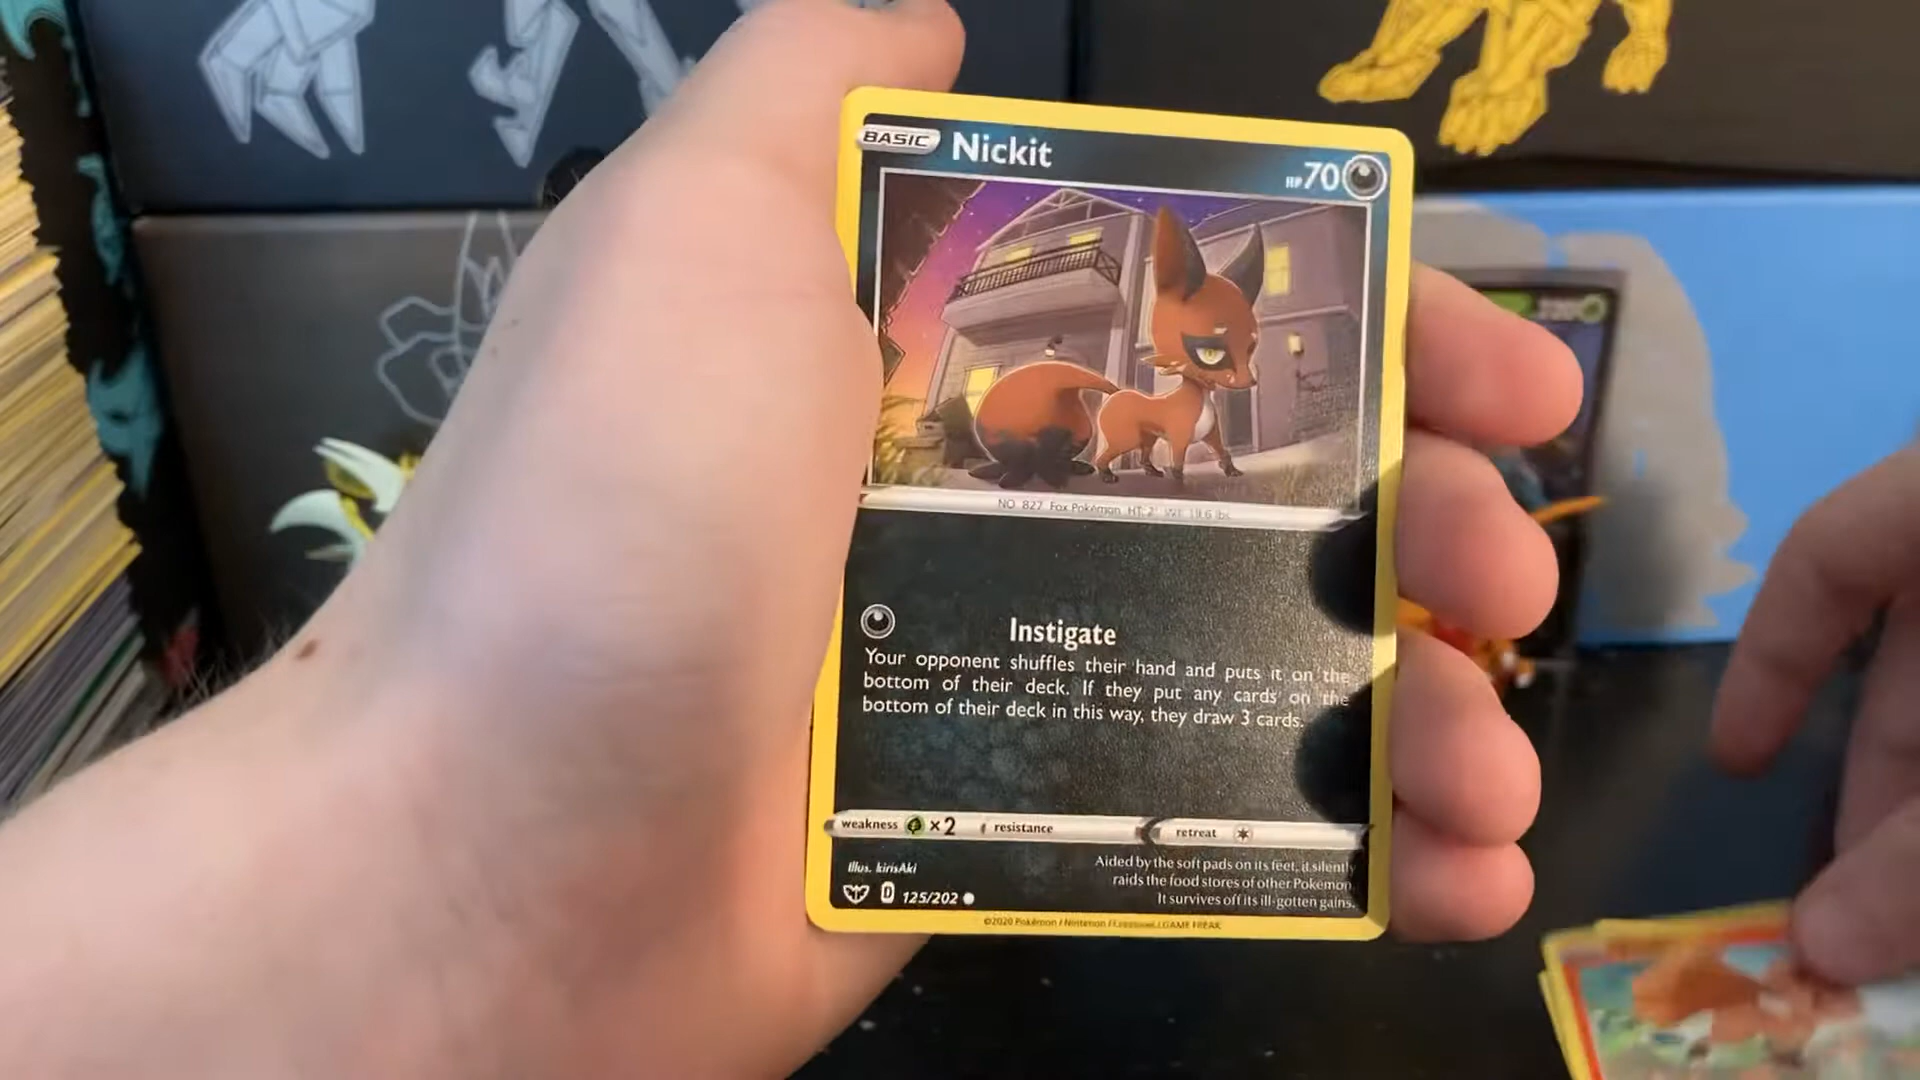 BASIC Nickit HP 70
NO. 827 Fox Pokémon HT: 2' WT: 19.6 lbs.
Instigate
Your opponent shuffles their hand and puts it on the
bottom of their deck. If they put any cards on the
bottom of their deck in this way, they draw 3 cards.
weakness ×2 resistance retreat
Illus. kirisAki
Aided by the soft pads on its feet, it silently
raids the food stores of other Pokémon.
It survives off its ill-gotten gains.
D 125/202
©2020 Pokémon / Nintendo / Creatures / GAME FREAK